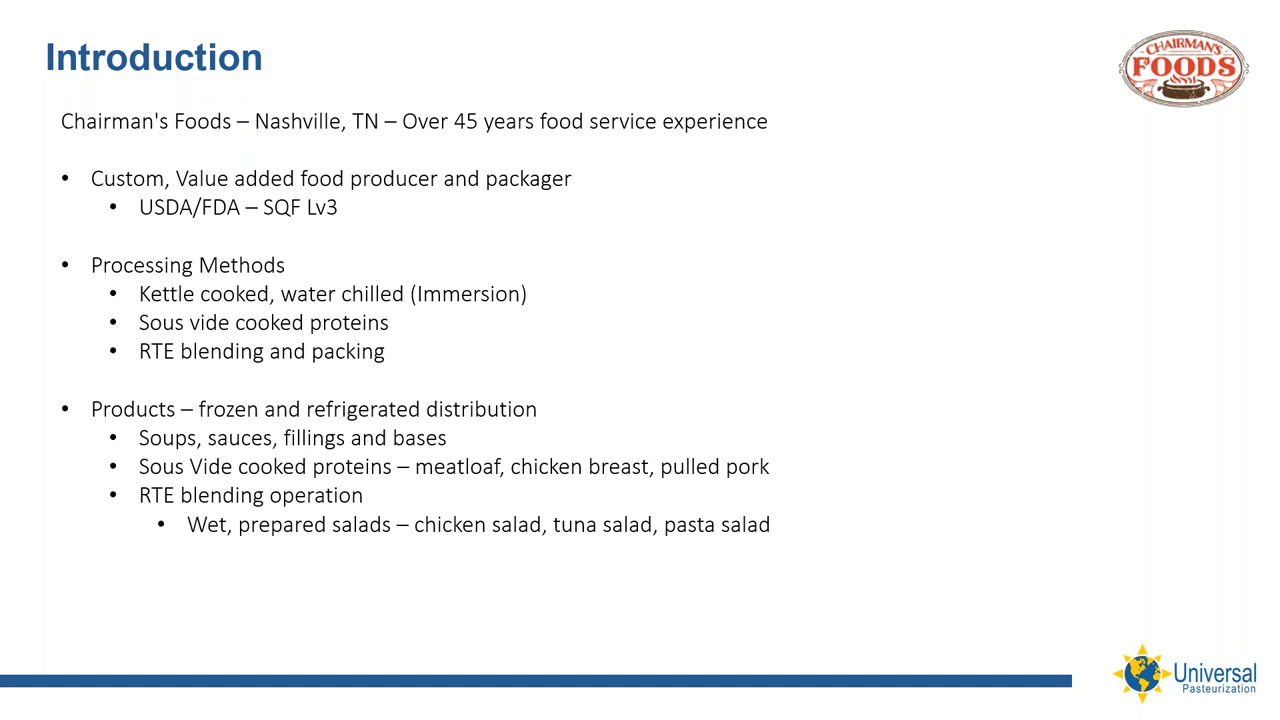 Introduction
CHAIRMAN'S
FOODS
Chairman's Foods – Nashville, TN – Over 45 years food service experience
• Custom, Value added food producer and packager
• USDA/FDA – SQF Lv3
• Processing Methods
• Kettle cooked, water chilled (Immersion)
• Sous vide cooked proteins
• RTE blending and packing
• Products – frozen and refrigerated distribution
• Soups, sauces, fillings and bases
• Sous Vide cooked proteins – meatloaf, chicken breast, pulled pork
• RTE blending operation
• Wet, prepared salads – chicken salad, tuna salad, pasta salad
Universal
Pasteurization